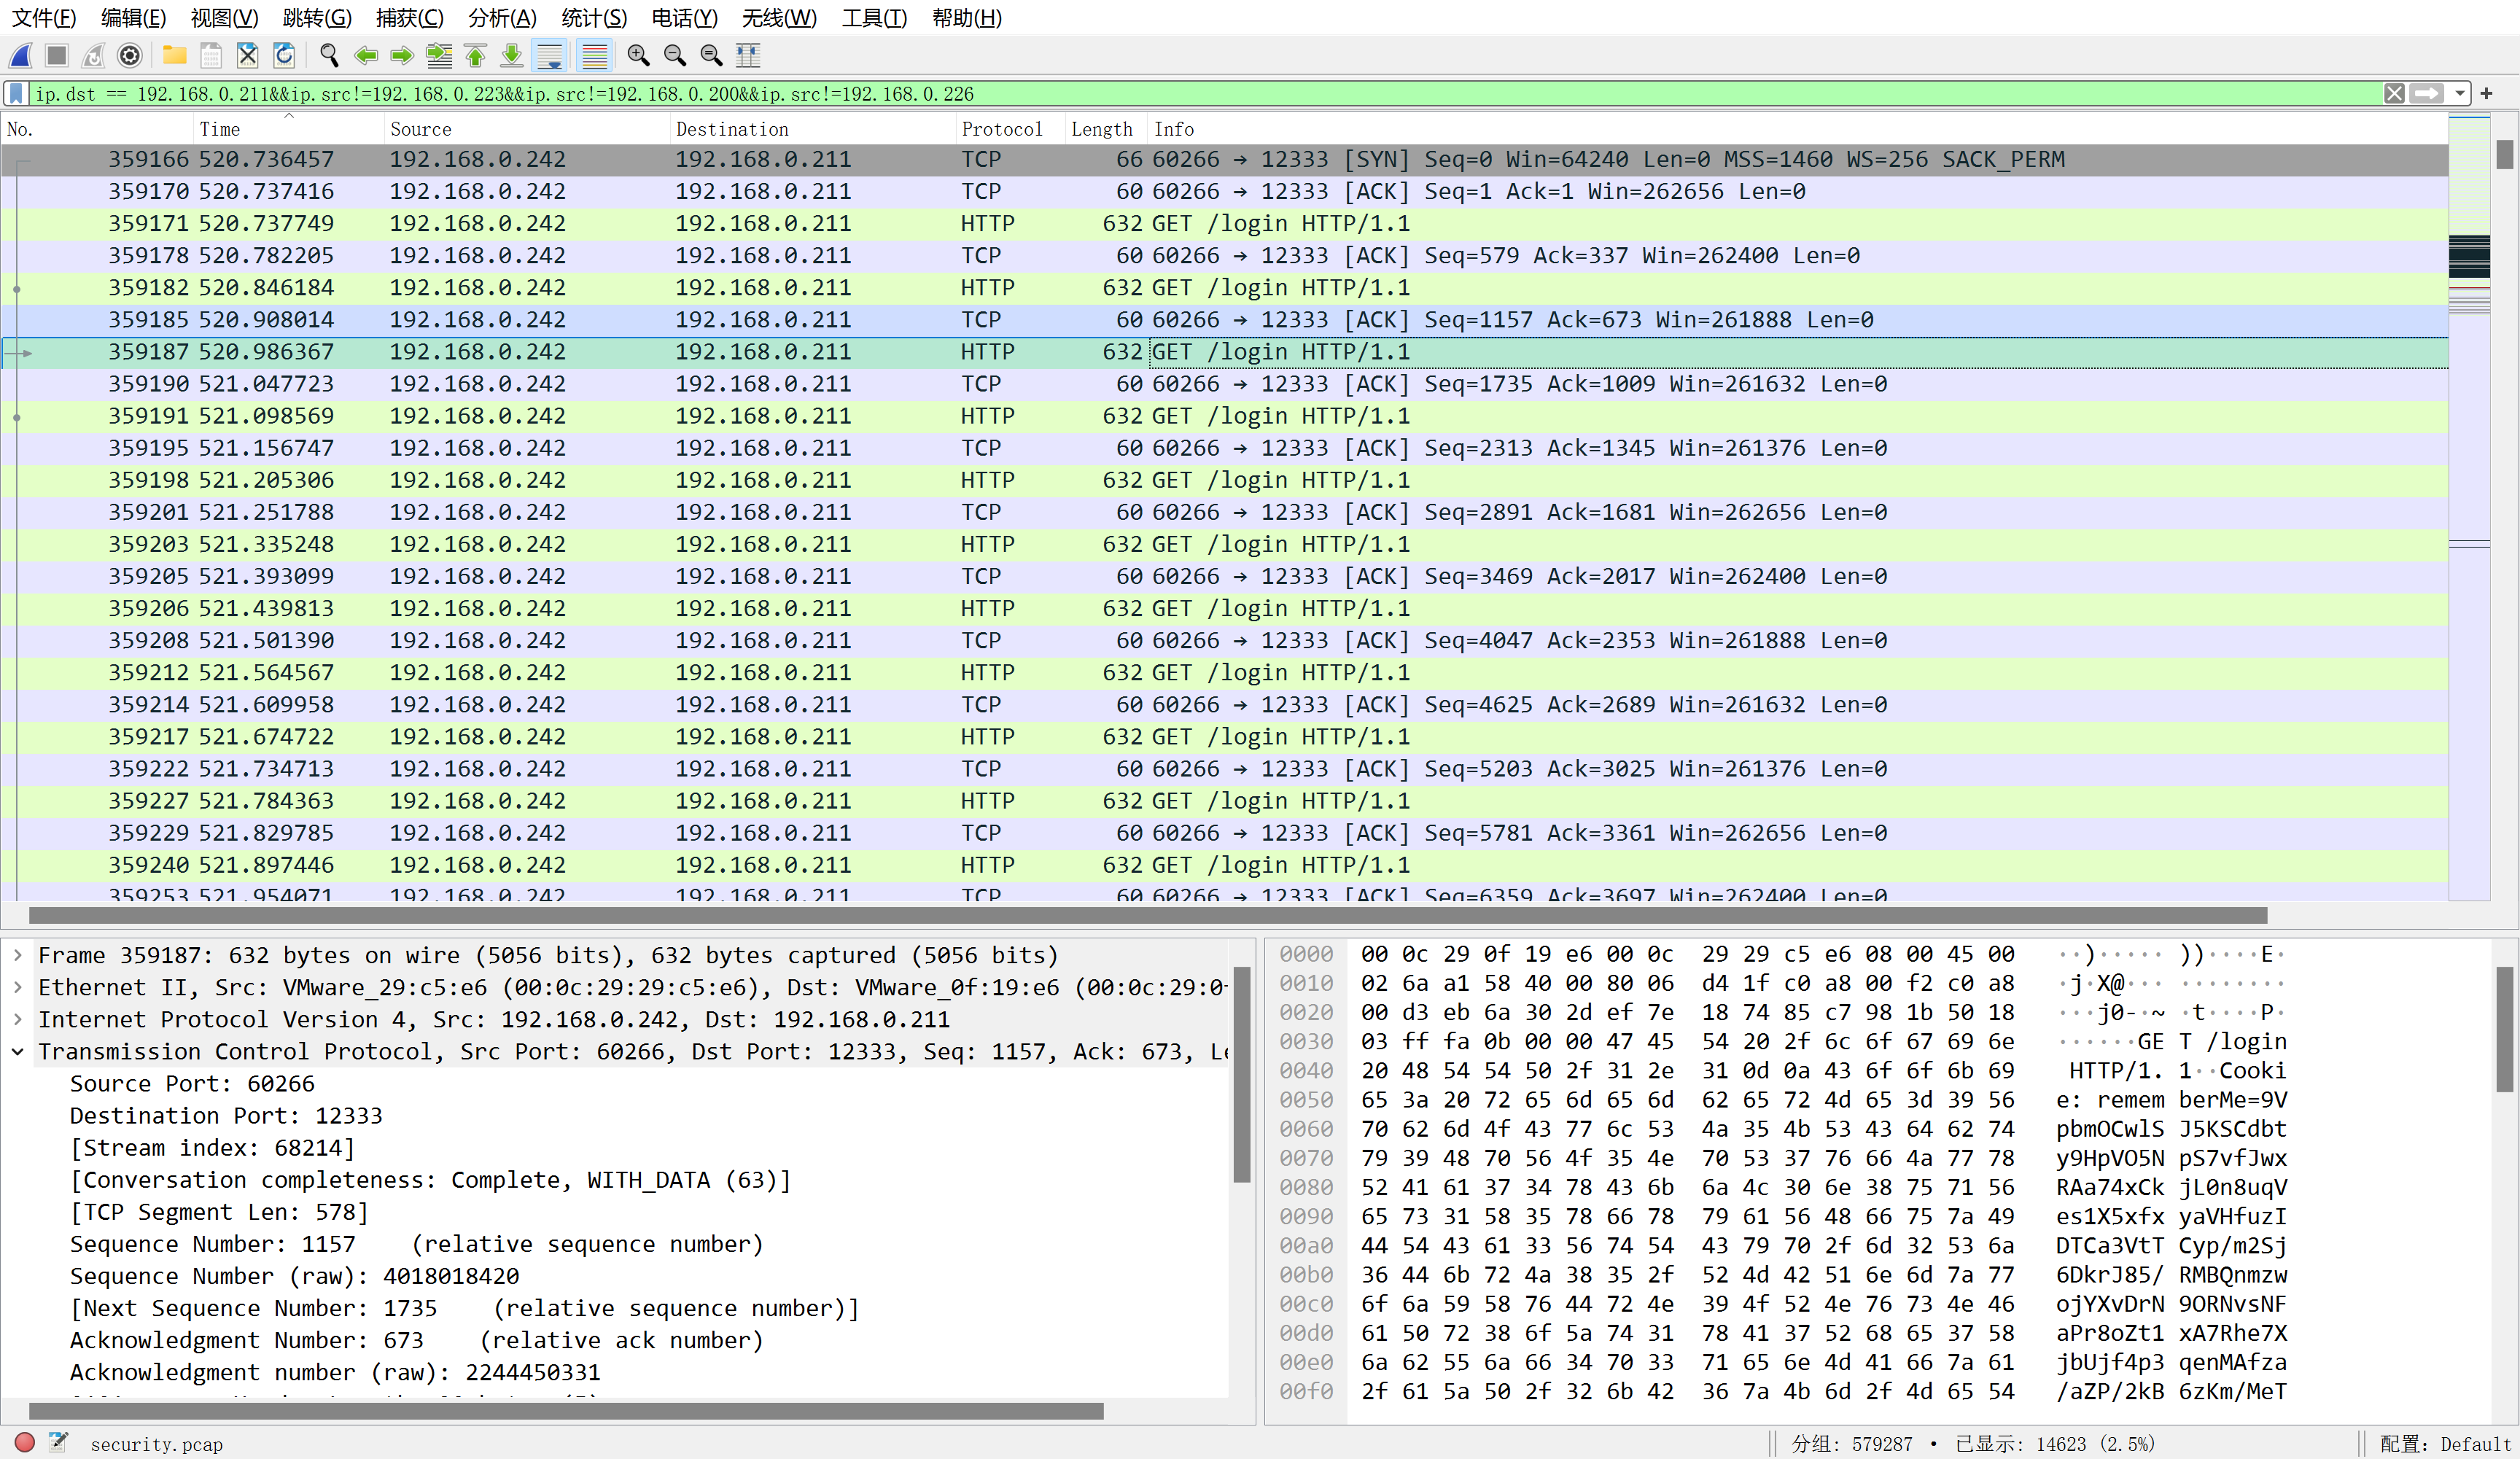 文件(F) 编辑(E) 视图(V) 跳转(G) 捕获(C) 分析(A) 统计(S) 电话(Y) 无线(W) 工具(T) 帮助(H)
ip.dst == 192.168.0.211&&ip.src!=192.168.0.223&&ip.src!=192.168.0.200&&ip.src!=192.168.0.226
No. Time Source Destination Protocol Length Info
359166 520.736457 192.168.0.242 192.168.0.211 TCP 66 60266 → 12333 [SYN] Seq=0 Win=64240 Len=0 MSS=1460 WS=256 SACK_PERM
359170 520.737416 192.168.0.242 192.168.0.211 TCP 60 60266 → 12333 [ACK] Seq=1 Ack=1 Win=262656 Len=0
359171 520.737749 192.168.0.242 192.168.0.211 HTTP 632 GET /login HTTP/1.1
359178 520.782205 192.168.0.242 192.168.0.211 TCP 60 60266 → 12333 [ACK] Seq=579 Ack=337 Win=262400 Len=0
359182 520.846184 192.168.0.242 192.168.0.211 HTTP 632 GET /login HTTP/1.1
359185 520.908014 192.168.0.242 192.168.0.211 TCP 60 60266 → 12333 [ACK] Seq=1157 Ack=673 Win=261888 Len=0
359187 520.986367 192.168.0.242 192.168.0.211 HTTP 632 GET /login HTTP/1.1
359190 521.047723 192.168.0.242 192.168.0.211 TCP 60 60266 → 12333 [ACK] Seq=1735 Ack=1009 Win=261632 Len=0
359191 521.098569 192.168.0.242 192.168.0.211 HTTP 632 GET /login HTTP/1.1
359195 521.156747 192.168.0.242 192.168.0.211 TCP 60 60266 → 12333 [ACK] Seq=2313 Ack=1345 Win=261376 Len=0
359198 521.205306 192.168.0.242 192.168.0.211 HTTP 632 GET /login HTTP/1.1
359201 521.251788 192.168.0.242 192.168.0.211 TCP 60 60266 → 12333 [ACK] Seq=2891 Ack=1681 Win=262656 Len=0
359203 521.335248 192.168.0.242 192.168.0.211 HTTP 632 GET /login HTTP/1.1
359205 521.393099 192.168.0.242 192.168.0.211 TCP 60 60266 → 12333 [ACK] Seq=3469 Ack=2017 Win=262400 Len=0
359206 521.439813 192.168.0.242 192.168.0.211 HTTP 632 GET /login HTTP/1.1
359208 521.501390 192.168.0.242 192.168.0.211 TCP 60 60266 → 12333 [ACK] Seq=4047 Ack=2353 Win=261888 Len=0
359212 521.564567 192.168.0.242 192.168.0.211 HTTP 632 GET /login HTTP/1.1
359214 521.609958 192.168.0.242 192.168.0.211 TCP 60 60266 → 12333 [ACK] Seq=4625 Ack=2689 Win=261632 Len=0
359217 521.674722 192.168.0.242 192.168.0.211 HTTP 632 GET /login HTTP/1.1
359222 521.734713 192.168.0.242 192.168.0.211 TCP 60 60266 → 12333 [ACK] Seq=5203 Ack=3025 Win=261376 Len=0
359227 521.784363 192.168.0.242 192.168.0.211 HTTP 632 GET /login HTTP/1.1
359229 521.829785 192.168.0.242 192.168.0.211 TCP 60 60266 → 12333 [ACK] Seq=5781 Ack=3361 Win=262656 Len=0
359240 521.897446 192.168.0.242 192.168.0.211 HTTP 632 GET /login HTTP/1.1
359253 521.954071 192.168.0.242 192.168.0.211 TCP 60 60266 → 12333 [ACK] Seq=6359 Ack=3697 Win=262400 Len=0
Frame 359187: 632 bytes on wire (5056 bits), 632 bytes captured (5056 bits)
Ethernet II, Src: VMware_29:c5:e6 (00:0c:29:29:c5:e6), Dst: VMware_0f:19:e6 (00:0c:29:0f
Internet Protocol Version 4, Src: 192.168.0.242, Dst: 192.168.0.211
Transmission Control Protocol, Src Port: 60266, Dst Port: 12333, Seq: 1157, Ack: 673, Le
Source Port: 60266
Destination Port: 12333
[Stream index: 68214]
[Conversation completeness: Complete, WITH_DATA (63)]
[TCP Segment Len: 578]
Sequence Number: 1157 (relative sequence number)
Sequence Number (raw): 4018018420
[Next Sequence Number: 1735 (relative sequence number)]
Acknowledgment Number: 673 (relative ack number)
Acknowledgment number (raw): 2244450331
0000 00 0c 29 0f 19 e6 00 0c 29 29 c5 e6 08 00 45 00 ··)····· ))····E·
0010 02 6a a1 58 40 00 80 06 d4 1f c0 a8 00 f2 c0 a8 ·j·X@··· ········
0020 00 d3 eb 6a 30 2d ef 7e 18 74 85 c7 98 1b 50 18 ···j0-·~ ·t····P·
0030 03 ff fa 0b 00 00 47 45 54 20 2f 6c 6f 67 69 6e ······GE T /login
0040 20 48 54 54 50 2f 31 2e 31 0d 0a 43 6f 6f 6b 69 HTTP/1. 1··Cooki
0050 65 3a 20 72 65 6d 65 6d 62 65 72 4d 65 3d 39 56 e: remem berMe=9V
0060 70 62 6d 4f 43 77 6c 53 4a 35 4b 53 43 64 62 74 pbmOCwlS J5KSCdbt
0070 79 39 48 70 56 4f 35 4e 70 53 37 76 66 4a 77 78 y9HpVO5N pS7vfJwx
0080 52 41 61 37 34 78 43 6b 6a 4c 30 6e 38 75 71 56 RAa74xCk jL0n8uqV
0090 65 73 31 58 35 78 66 78 79 61 56 48 66 75 7a 49 es1X5xfx yaVHfuzI
00a0 44 54 43 61 33 56 74 54 43 79 70 2f 6d 32 53 6a DTCa3VtT Cyp/m2Sj
00b0 36 44 6b 72 4a 38 35 2f 52 4d 42 51 6e 6d 7a 77 6DkrJ85/ RMBQnmzw
00c0 6f 6a 59 58 76 44 72 4e 39 4f 52 4e 76 73 4e 46 ojYXvDrN 9ORNvsNF
00d0 61 50 72 38 6f 5a 74 31 78 41 37 52 68 65 37 58 aPr8oZt1 xA7Rhe7X
00e0 6a 62 55 6a 66 34 70 33 71 65 6e 4d 41 66 7a 61 jbUjf4p3 qenMAfza
00f0 2f 61 5a 50 2f 32 6b 42 36 7a 4b 6d 2f 4d 65 54 /aZP/2kB 6zKm/MeT
security.pcap 分组: 579287 · 已显示: 14623 (2.5%) 配置: Default